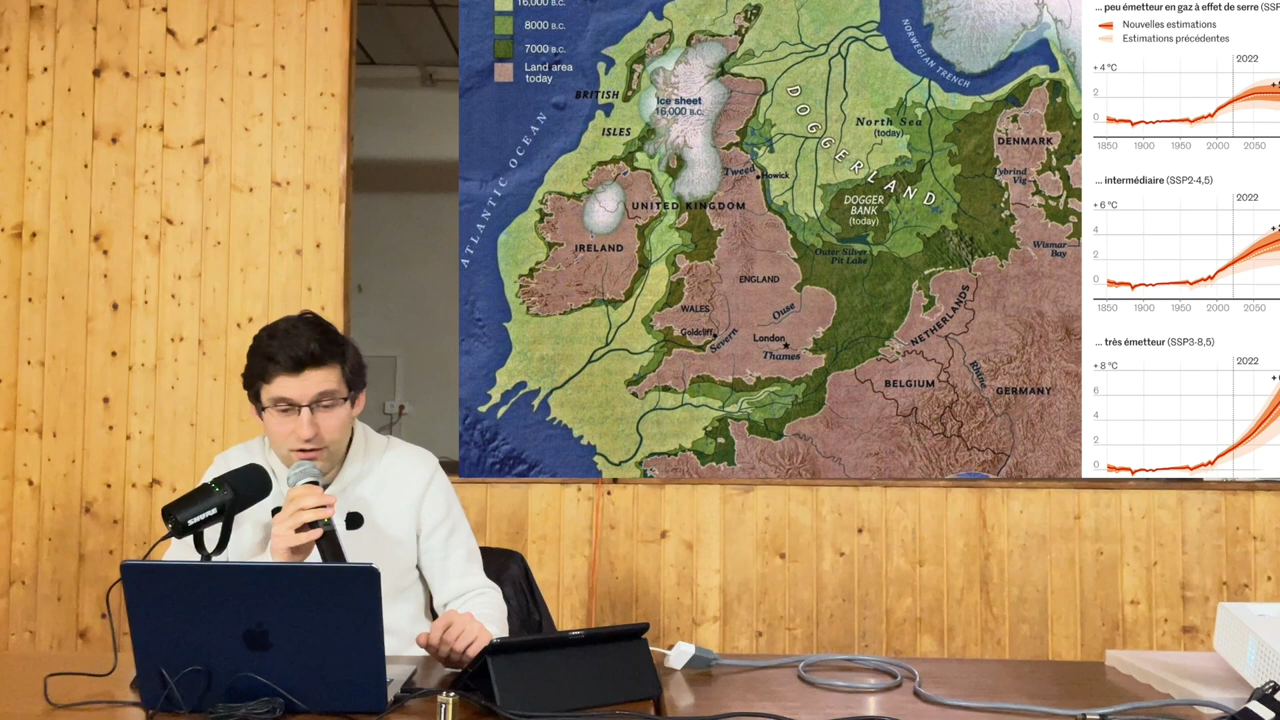 16,000 B.C.
8000 B.C.
7000 B.C.
Land area
today
BRITISH
ISLES
ATLANTIC OCEAN
Ice sheet
16,000 B.C.
NORWEGIAN TRENCH
DOGGERLAND
North Sea
(today)
DENMARK
Tybrind
Vig
Tweed
Howick
UNITED KINGDOM
DOGGER
BANK
(today)
Outer Silver
Pit Lake
Wismar
Bay
IRELAND
ENGLAND
WALES
Ouse
Goldcliff
Severn
London
Thames
NETHERLANDS
BELGIUM
Rhine
GERMANY
... peu émetteur en gaz à effet de serre (SSP
Nouvelles estimations
Estimations précédentes
2022
+ 4 °C
2
0
1850 1900 1950 2000 2050
... intermédiaire (SSP2-4,5)
2022
+ 6 °C
4
2
0
1850 1900 1950 2000 2050
... très émetteur (SSP3-8,5)
2022
+ 8 °C
6
4
2
0
SHURE